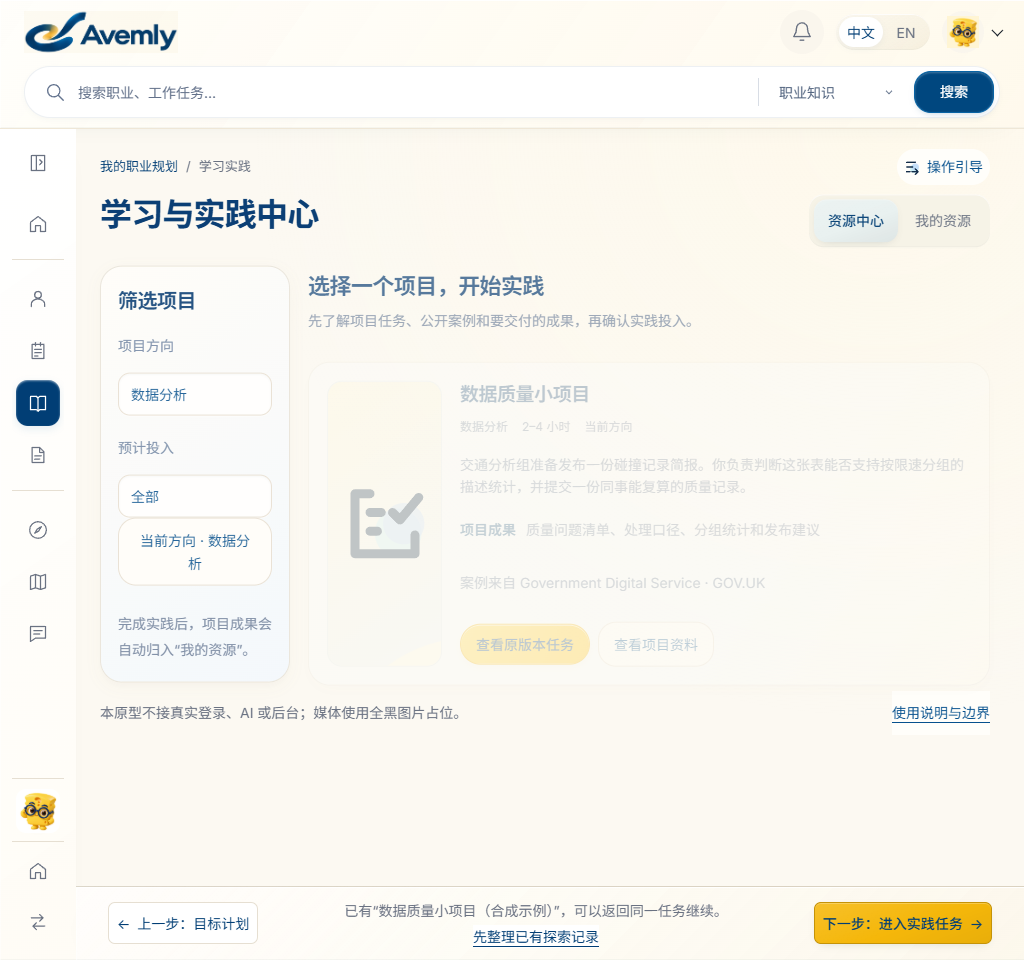 Avemly
中文 EN
搜索职业、工作任务...
职业知识
搜索
我的职业规划 / 学习实践
操作引导
学习与实践中心
资源中心 我的资源
筛选项目
项目方向
数据分析
预计投入
全部
当前方向 · 数据分
析
完成实践后，项目成果会
自动归入“我的资源”。
选择一个项目，开始实践
先了解项目任务、公开案例和要交付的成果，再确认实践投入。
数据质量小项目
数据分析 2–4 小时 当前方向
交通分析组准备发布一份碰撞记录简报。你负责判断这张表能否支持按限速分组的
描述统计，并提交一份同事能复算的质量记录。
项目成果 质量问题清单、处理口径、分组统计和发布建议
案例来自 Government Digital Service · GOV.UK
查看原版本任务 查看项目资料
本原型不接真实登录、AI 或后台；媒体使用全黑图片占位。
使用说明与边界
← 上一步：目标计划
已有“数据质量小项目（合成示例）”，可以返回同一任务继续。
先整理已有探索记录
下一步：进入实践任务 →